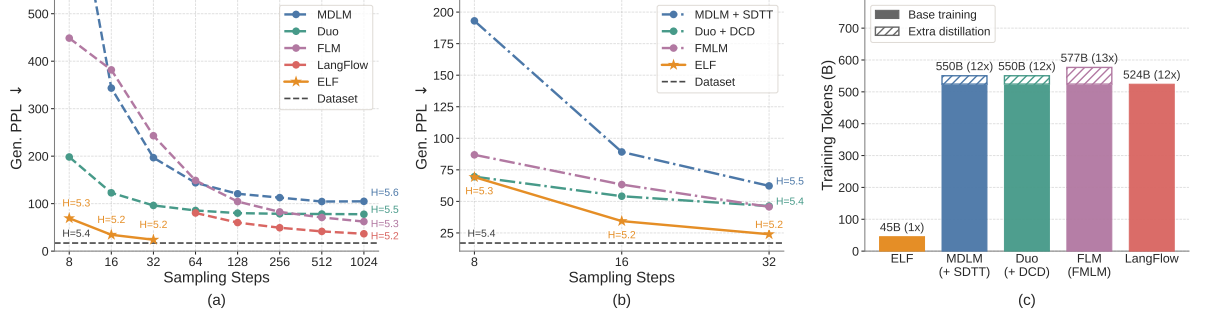 500
400
300
200
100
0
Gen. PPL ↓
8
16
32
64
128
256
512
1024
Sampling Steps
MDLM
Duo
FLM
LangFlow
ELF
Dataset
H=5.6
H=5.5
H=5.3
H=5.2
H=5.3
H=5.2
H=5.2
H=5.4
(a)
200
175
150
125
100
75
50
25
Gen. PPL ↓
8
16
32
Sampling Steps
MDLM + SDTT
Duo + DCD
FMLM
ELF
Dataset
H=5.5
H=5.4
H=5.3
H=5.2
H=5.2
H=5.4
(b)
700
600
500
400
300
200
100
0
Training Tokens (B)
Base training
Extra distillation
45B (1x)
550B (12x)
550B (12x)
577B (13x)
524B (12x)
ELF
MDLM
(+ SDTT)
Duo
(+ DCD)
FLM
(FMLM)
LangFlow
(c)